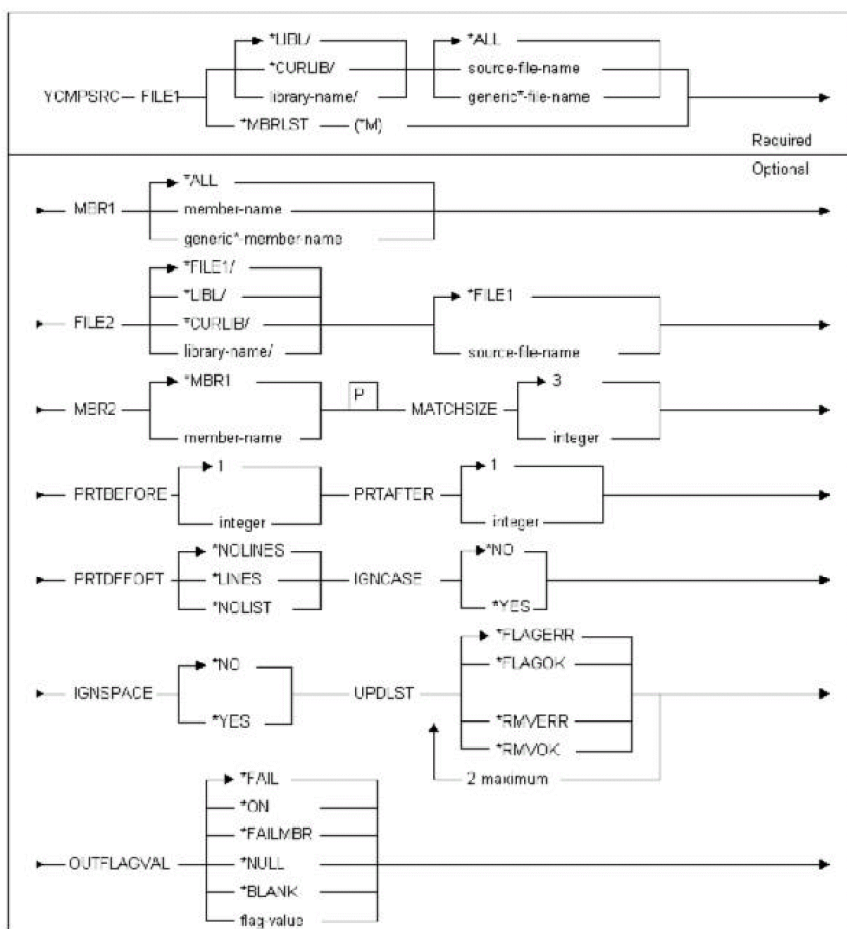 *LIBL/ *ALL
*CURLIB/ source-file-name
YCMPSRC FILE1 library-name/ generic*-file-name
*MBRLST (*M)
Required
Optional
*ALL
MBR1 member-name
generic*-member-name
*FILE1/ *FILE1
*LIBL/
FILE2 *CURLIB/
library-name/ source-file-name
*MBR1 P 3
MBR2 MATCHSIZE
member-name integer
1 1
PRTBEFORE PRTAFTER
integer integer
*NOLINES *NO
PRTDFFOPT *LINES IGNCASE
*NOLIST *YES
*FLAGERR
*NO *FLAGOK
IGNSPACE UPDLST
*YES *RMVERR
*RMVOK
2 maximum
*FAIL
*ON
*FAILMBR
OUTFLAGVAL *NULL
*BLANK
flag-value